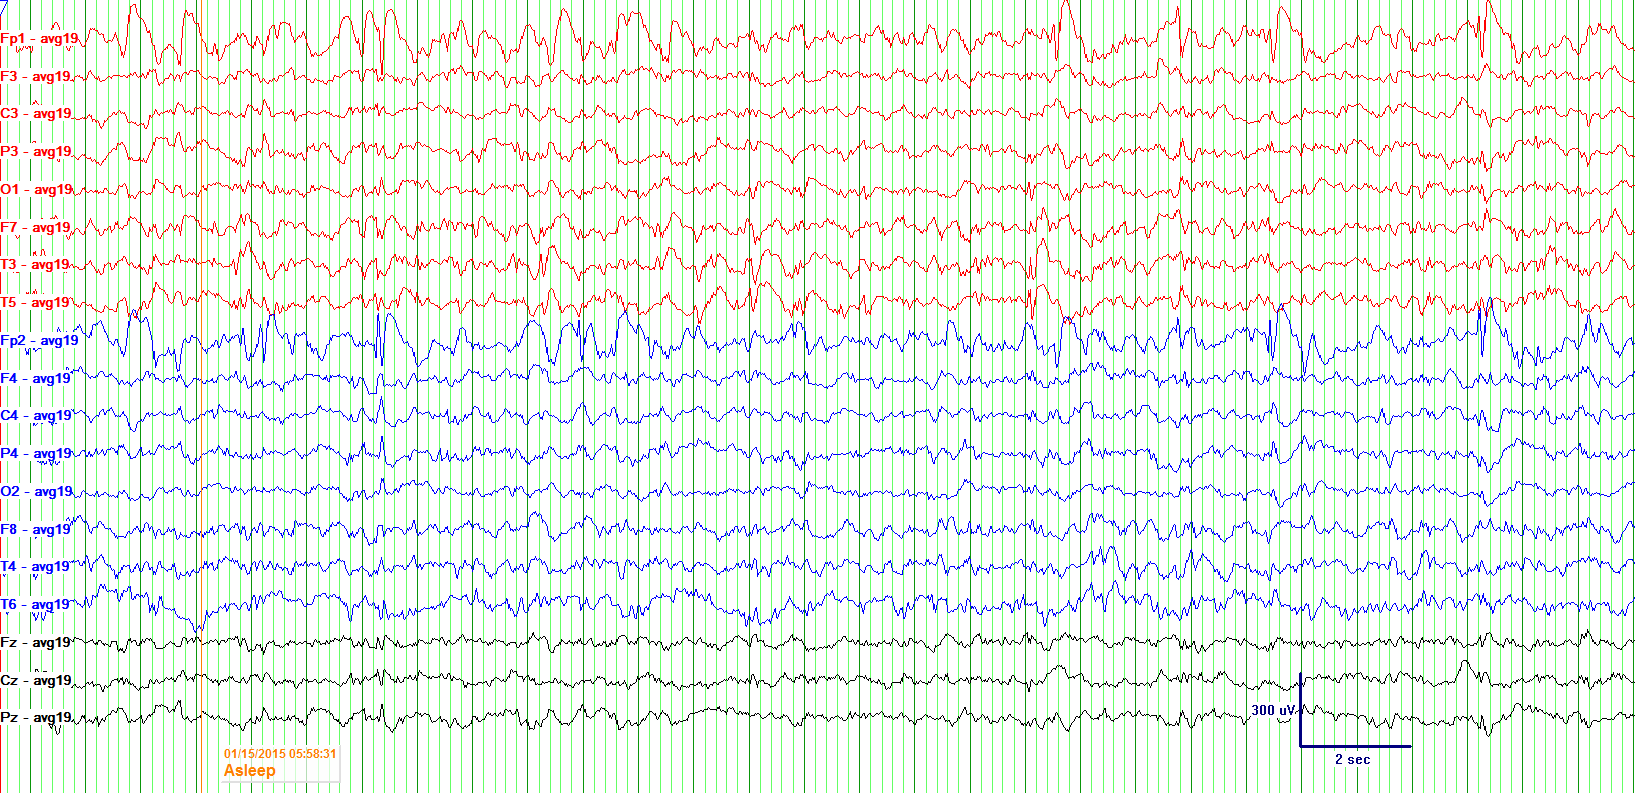 Fp1 - avg19
F3 - avg19
C3 - avg19
P3 - avg19
O1 - avg19
F7 - avg19
T3 - avg19
T5 - avg19
Fp2 - avg19
F4 - avg19
C4 - avg19
P4 - avg19
O2 - avg19
F8 - avg19
T4 - avg19
T6 - avg19
Fz - avg19
Cz - avg19
Pz - avg19
300 uV
2 sec
01/15/2015 05:58:31
Asleep